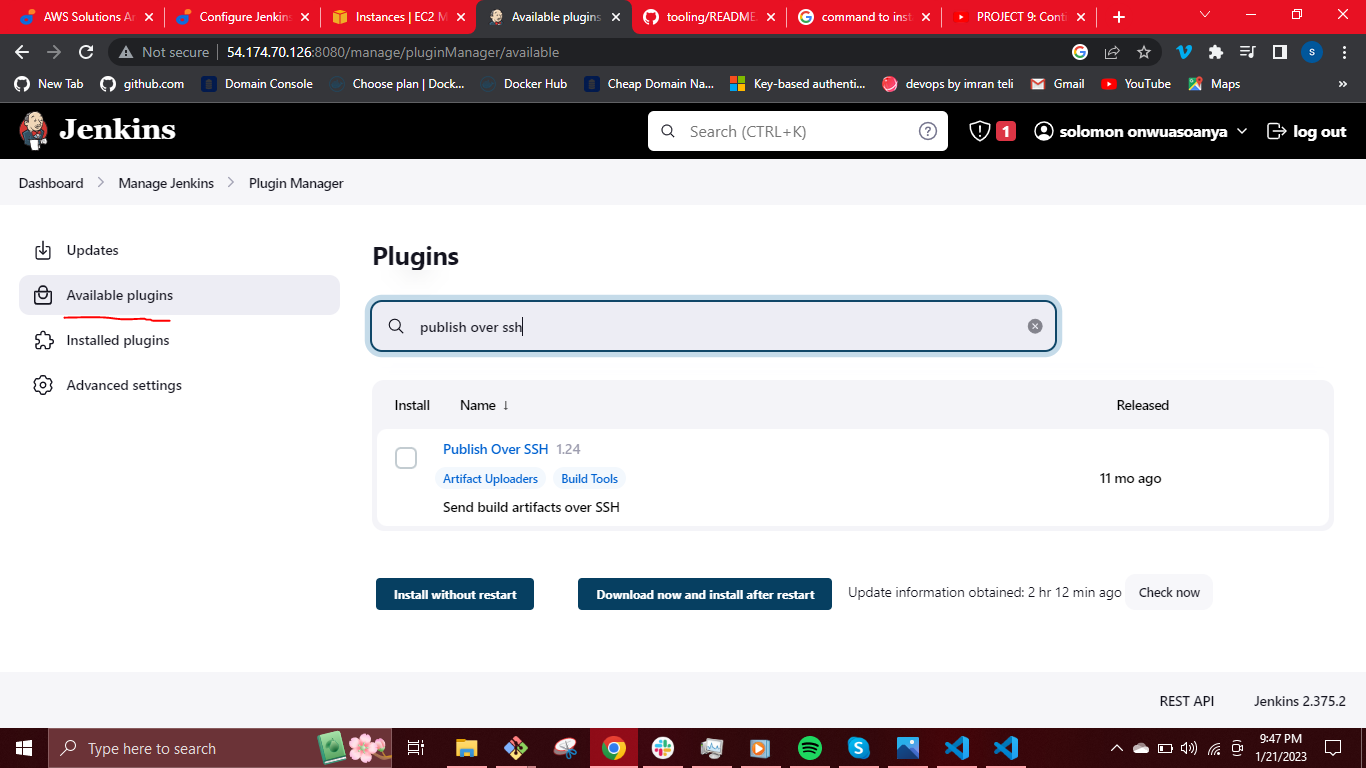 AWS Solutions Ar
Configure Jenkins
Instances | EC2 M
Available plugins
tooling/README.
command to inst
PROJECT 9: Conti
Not secure
54.174.70.126:8080/manage/pluginManager/available
s
New Tab
github.com
Domain Console
Choose plan | Dock...
Docker Hub
Cheap Domain Na...
Key-based authenti...
devops by imran teli
Gmail
YouTube
Maps
»
Jenkins
Search (CTRL+K)
?
1
solomon onwuasoanya
log out
Dashboard
Manage Jenkins
Plugin Manager
Updates
Available plugins
Installed plugins
Advanced settings
Plugins
publish over ssh
Install
Name ↓
Released
Publish Over SSH 1.24
Artifact Uploaders
Build Tools
11 mo ago
Send build artifacts over SSH
Install without restart
Download now and install after restart
Update information obtained: 2 hr 12 min ago
Check now
REST API
Jenkins 2.375.2
Type here to search
9:47 PM
1/21/2023